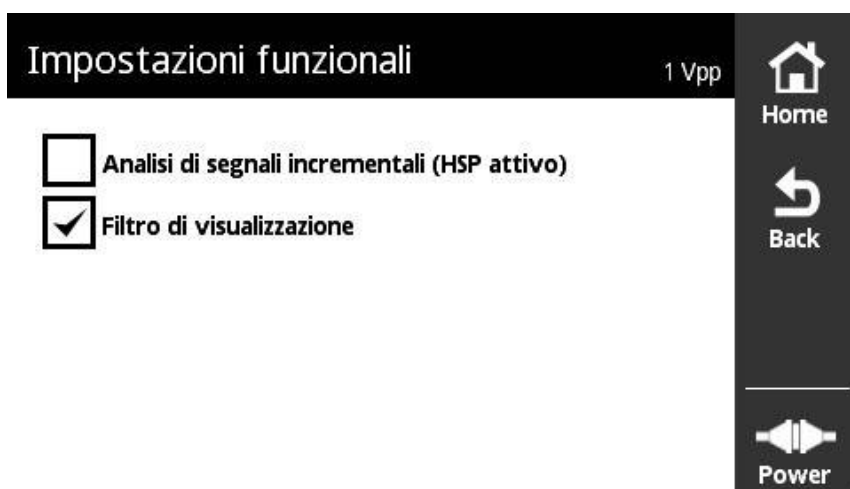 Impostazioni funzionali
1 Vpp
Analisi di segnali incrementali (HSP attivo)
Filtro di visualizzazione
Home
Back
Power